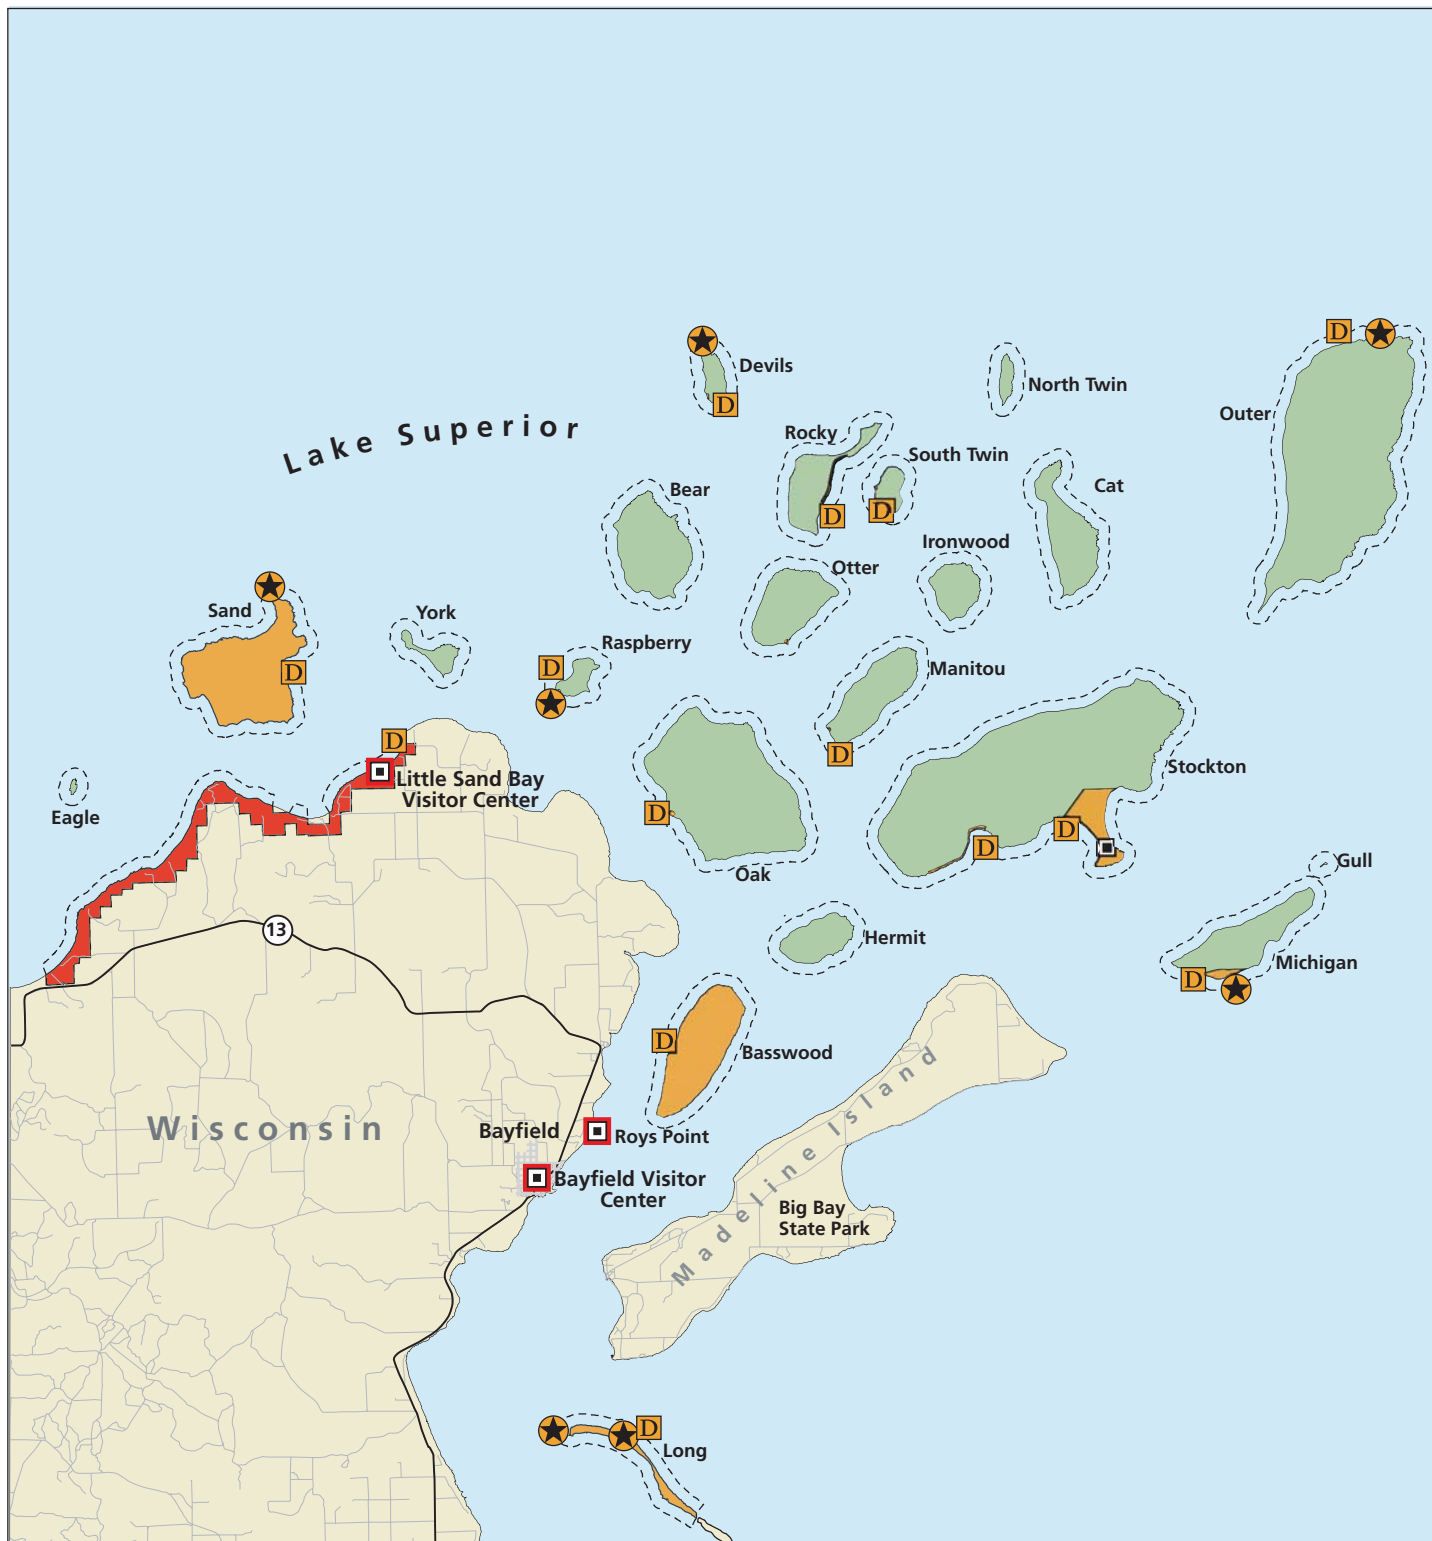 Devils
D
D
North Twin
Outer
Rocky
Lake Superior
South Twin
Cat
Bear
D
D
Ironwood
Otter
Sand
York
Raspberry
D
D
Manitou
D
D
Stockton
Little Sand Bay
Visitor Center
Eagle
D
D
D
Gull
Oak
13
Hermit
Michigan
D
D
Basswood
Madeline Island
Wisconsin
Bayfield
Roys Point
Bayfield Visitor
Center
Big Bay
State Park
D
Long